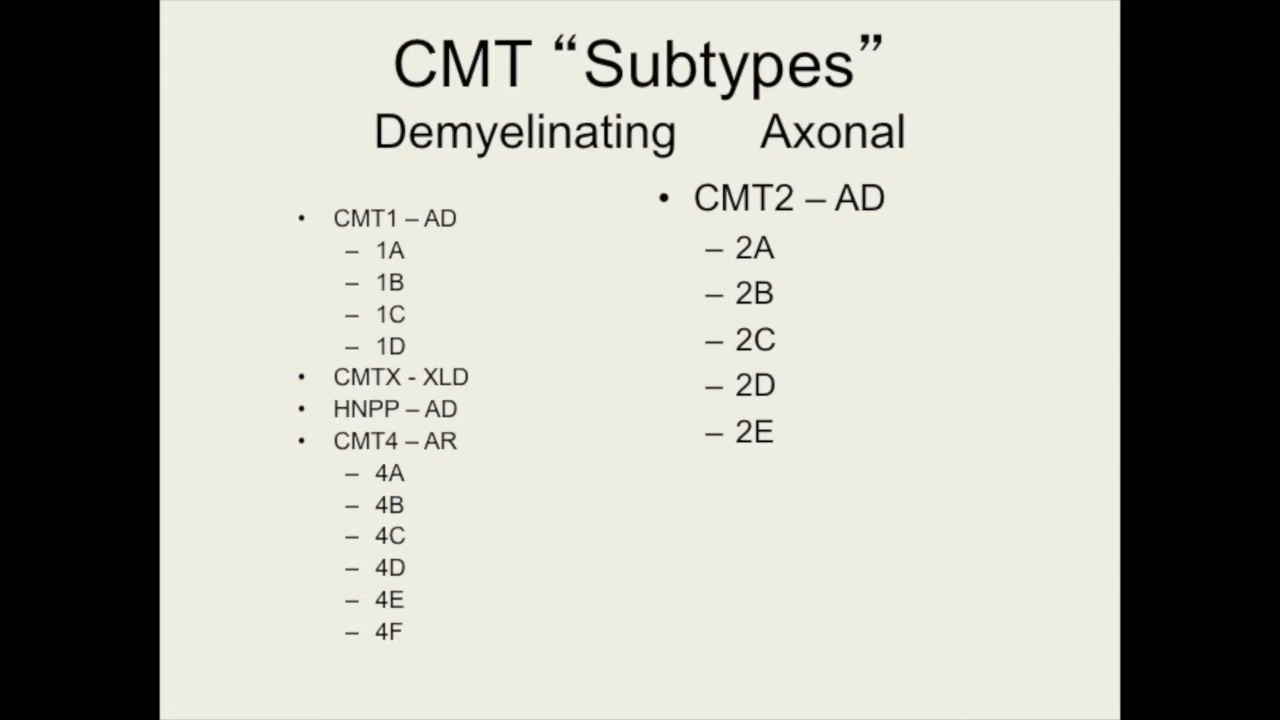 CMT “Subtypes”
Demyelinating Axonal
• CMT1 – AD
– 1A
– 1B
– 1C
– 1D
• CMTX - XLD
• HNPP – AD
• CMT4 – AR
– 4A
– 4B
– 4C
– 4D
– 4E
– 4F
• CMT2 – AD
– 2A
– 2B
– 2C
– 2D
– 2E